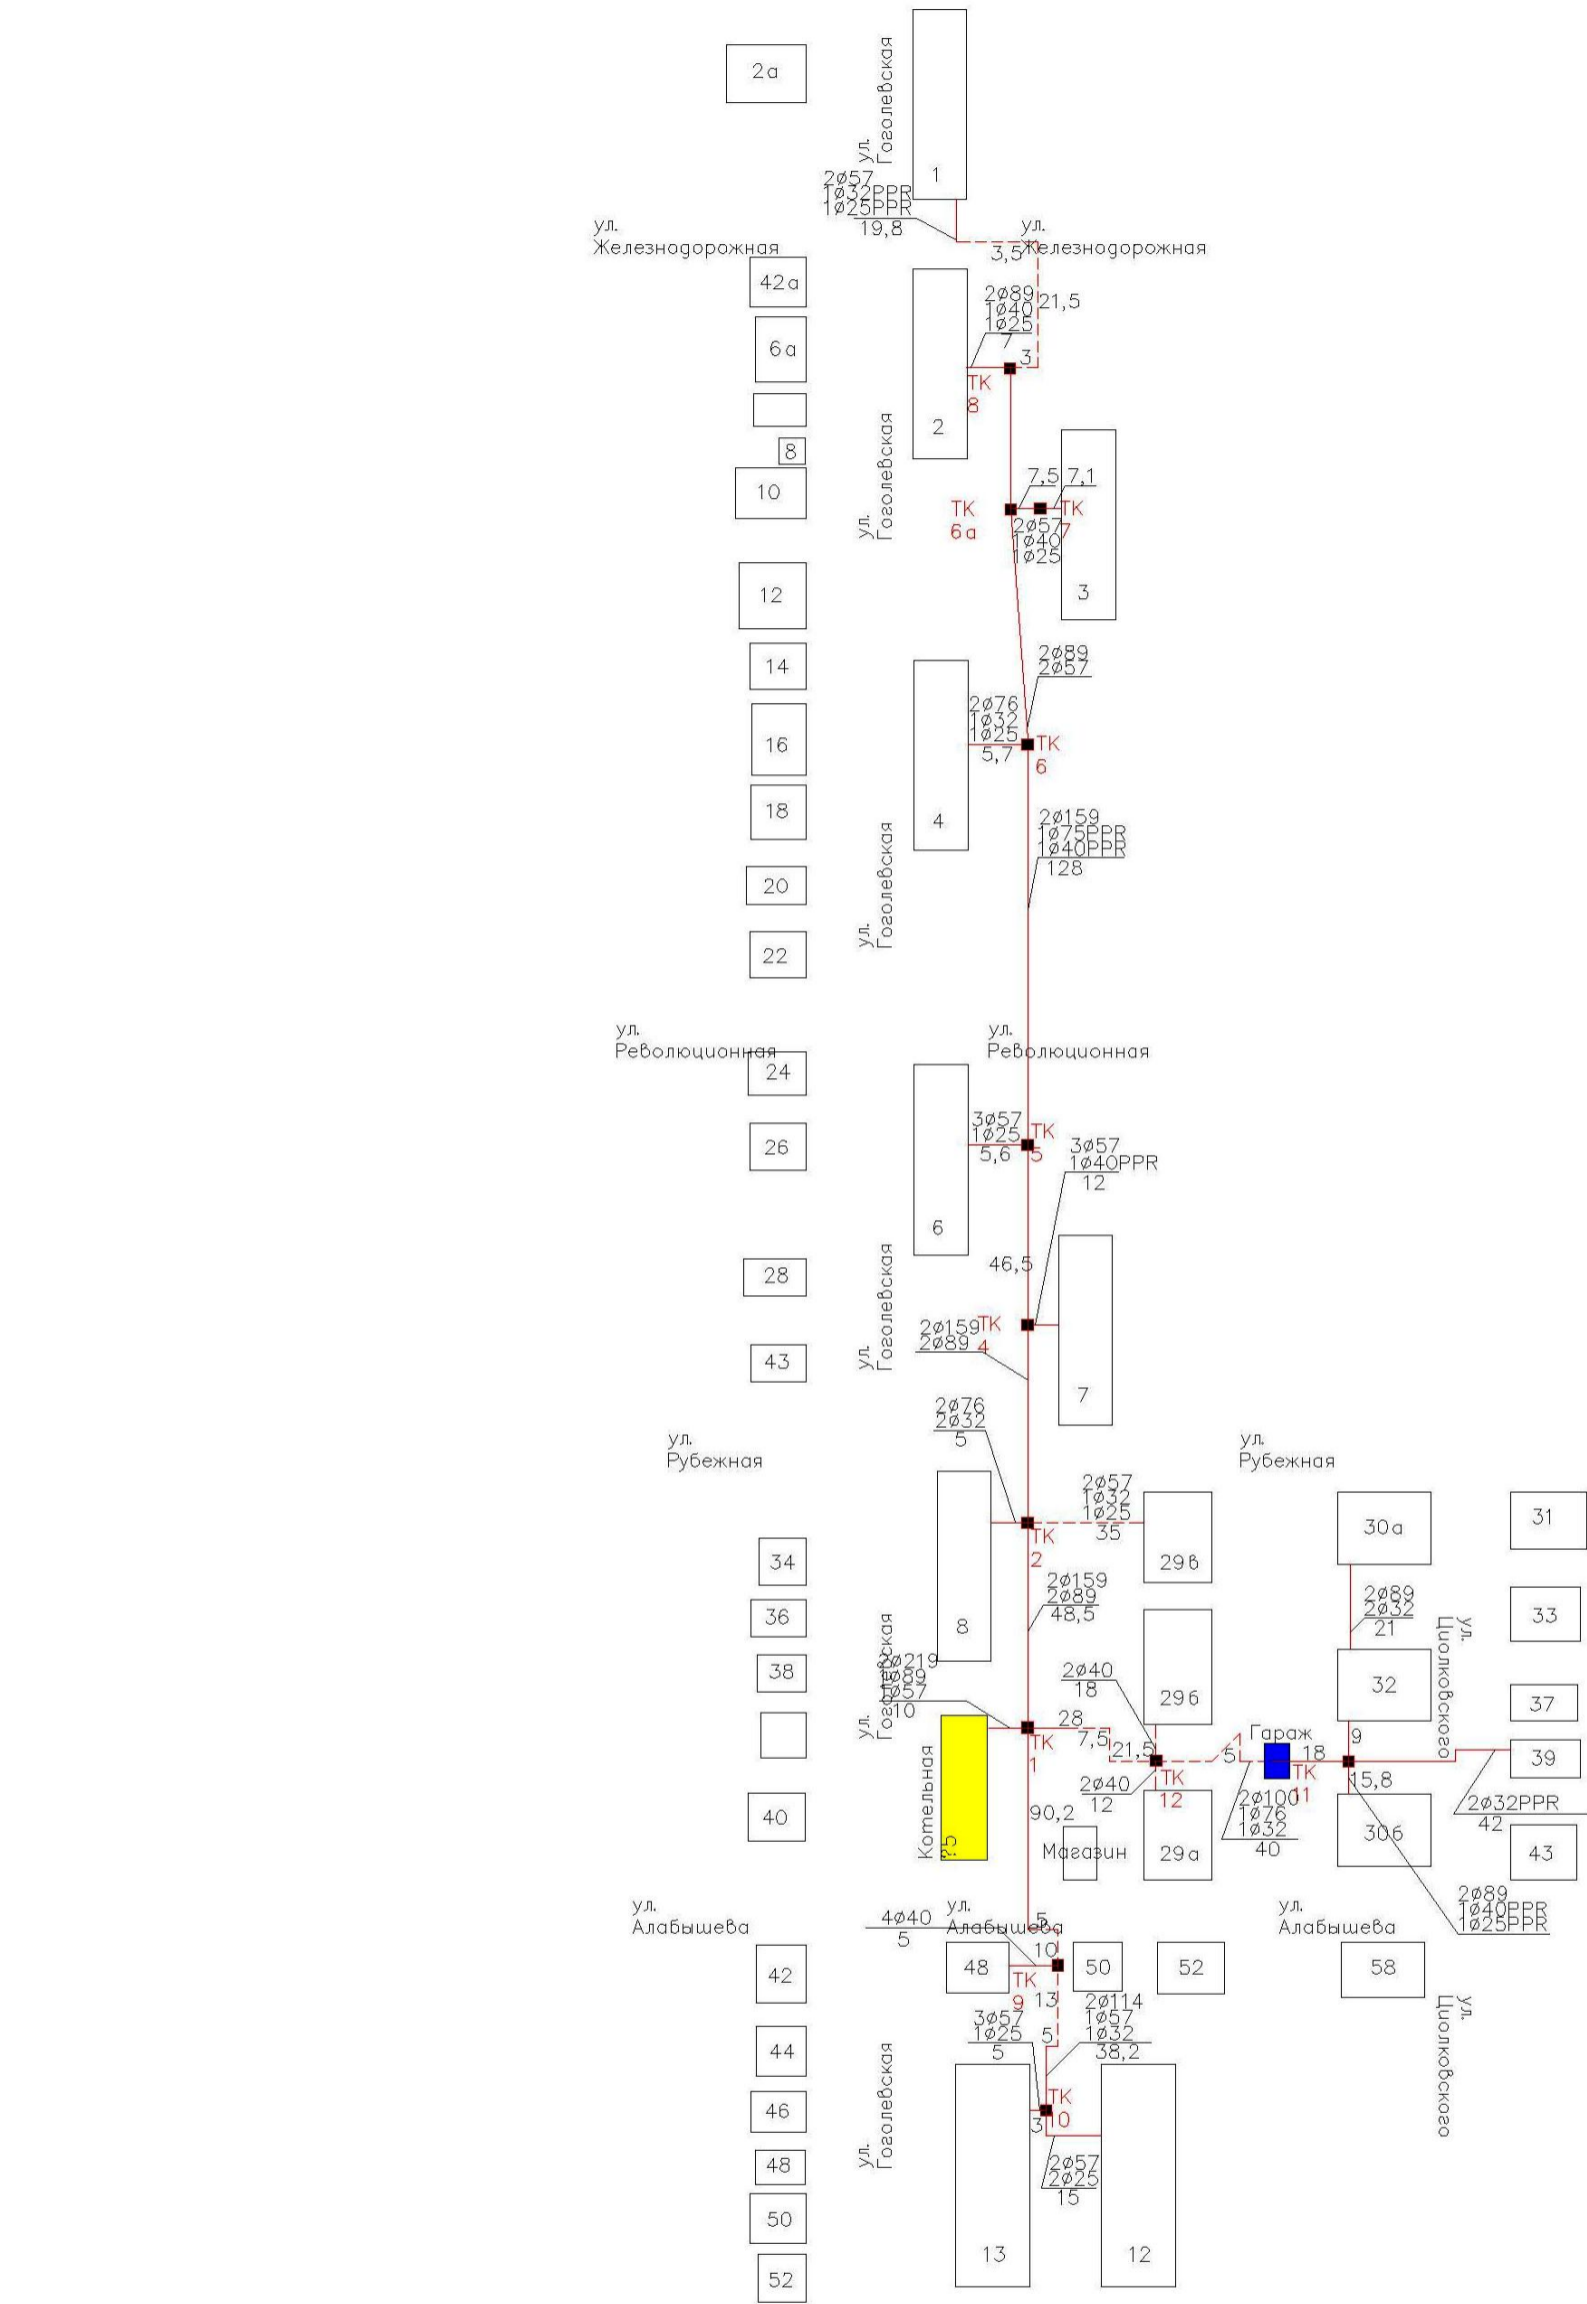 2а
ул.
Гоголевская
1
2ø57
1ø32PPR
1ø25PPR
19,8
ул.
Железнодорожная
ул.
Железнодорожная
3,5
42а
2ø89
1ø40
1ø25
7
21,5
3
6а
ТК
8
2
8
10
ул.
Гоголевская
7,5
7,1
ТК
6а
ТК
7
2ø57
1ø40
1ø25
3
12
14
2ø89
2ø57
2ø76
1ø32
1ø25
5,7
ТК
6
16
18
4
2ø159
1ø75PPR
1ø40PPR
128
20
ул.
Гоголевская
22
ул.
Революционная
ул.
Революционная
24
26
3ø57
1ø25
5,6
ТК
5
3ø57
1ø40PPR
12
6
28
46,5
ул.
Гоголевская
2ø159
2ø89
ТК
4
43
7
2ø76
2ø32
5
ул.
Рубежная
ул.
Рубежная
2ø57
1ø32
1ø25
35
ТК
2
29в
30а
31
34
36
2ø159
2ø89
48,5
8
2ø89
2ø32
21
33
ул.
Циолковского
38
ул.
Гоголевская
2ø219
1ø89
1ø57
10
2ø40
18
29б
32
37
28
7,5
21,5
ТК
1
Гараж
5
18
9
39
ТК
12
ТК
11
15,8
2ø40
12
2ø100
1ø76
1ø32
40
2ø32PPR
42
40
Котельная
?5
90,2
Магазин
29а
30б
43
2ø89
1ø40PPR
1ø25PPR
ул.
Алабышева
4ø40
5
ул.
Алабышева
5
ул.
Алабышева
10
42
48
50
52
58
ТК
9
13
2ø114
1ø57
1ø32
38,2
3ø57
1ø25
5
5
ул.
Циолковского
44
46
ул.
Гоголевская
ТК
10
3
2ø57
2ø25
15
48
50
13
12
52